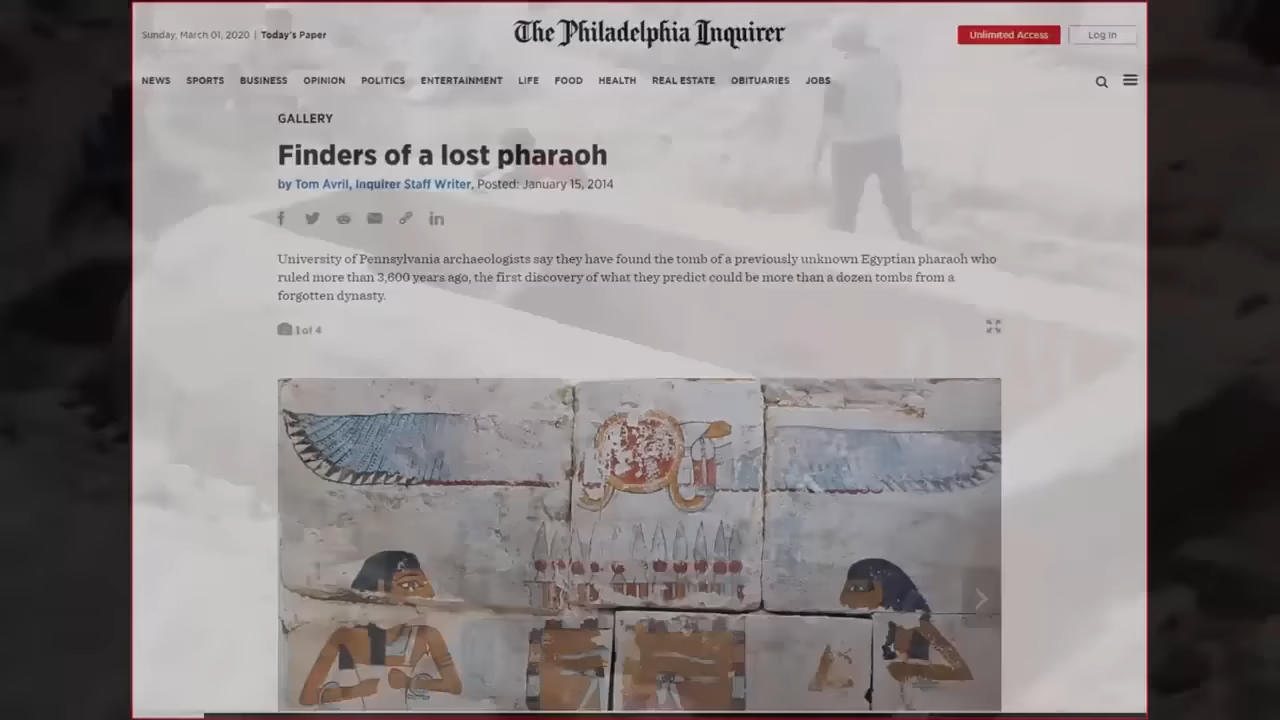 Sunday, March 01, 2020 | Today's Paper
The Philadelphia Inquirer
Unlimited Access
Log In
NEWS SPORTS BUSINESS OPINION POLITICS ENTERTAINMENT LIFE FOOD HEALTH REAL ESTATE OBITUARIES JOBS
GALLERY
Finders of a lost pharaoh
by Tom Avril, Inquirer Staff Writer, Posted: January 15, 2014
University of Pennsylvania archaeologists say they have found the tomb of a previously unknown Egyptian pharaoh who
ruled more than 3,600 years ago, the first discovery of what they predict could be more than a dozen tombs from a
forgotten dynasty.
1 of 4